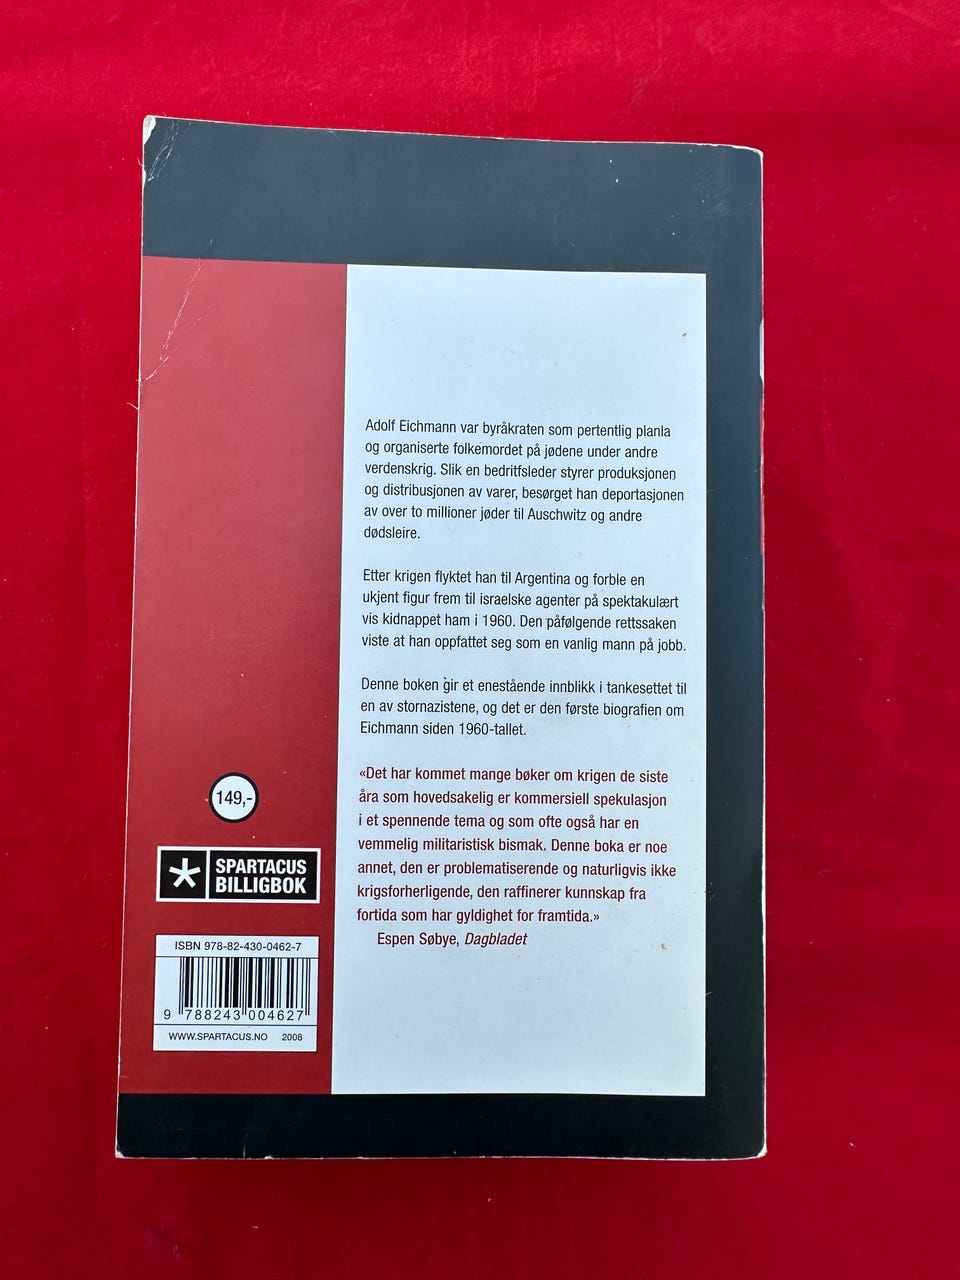 Adolf Eichmann var byråkraten som pertentlig planla
og organiserte folkemordet på jødene under andre
verdenskrig. Slik en bedritfsleder styrer produksjonen
og distribusjonen av varer, besørget han deportasjonen
av over to millioner jøder til Auschwitz og andre
dødsleire.
Etter krigen flyktet han til Argentina og forble en
ukjent figur frem til israelske agenter på spektakulært
vis kidnappet ham i 1960. Den påfølgende rettssaken
viste at han oppfattet seg som en vanlig mann på jobb.
Denne boken gir et enestående innblikk i tankesettet til
en av stornazistene, og det er den første biografien om
Eichmann siden 1960-tallet.
«Det har kommet mange bøker om krigen de siste
åra som hovedsakelig er kommersiell spekulasjon
i et spennende tema og som ofte også har en
vemmelig militaristisk bismak. Denne boka er noe
annet, den er problematiserende og naturligvis ikke
krigsforherligende, den raffinerer kunnskap fra
fortida som har gyldighet for framtida.»
Espen Søbye, Dagbladet
149,-
SPARTACUS
BILLIGBOK
ISBN 978-82-430-0462-7
9 788243 004627
WWW.SPARTACUS.NO 2008